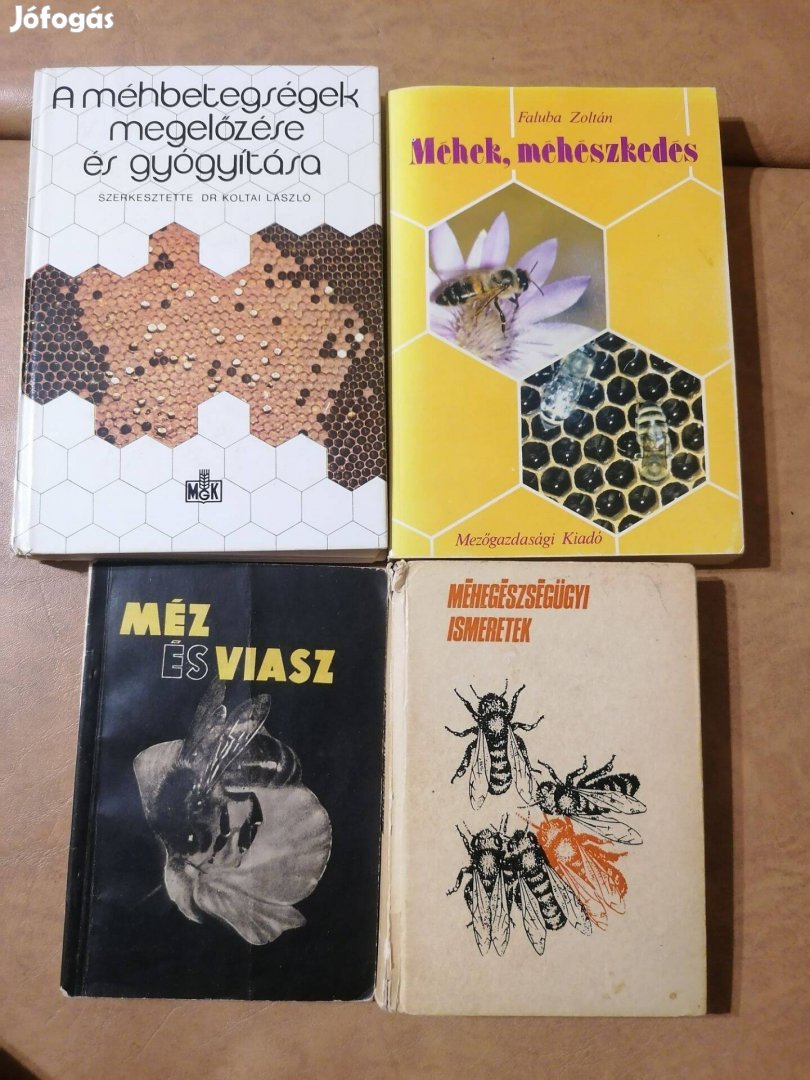 Jófogás
A méhbetegségek
megelőzése
és gyógyítása
SZERKESZTETTE DR KOLTAI LÁSZLÓ
MGK
Faluba Zoltán
Méhek, méhészkedés
Mezőgazdasági Kiadó
MÉZ
ÉS VIASZ
MÉHEGÉSZSÉGÜGYI
ISMERETEK